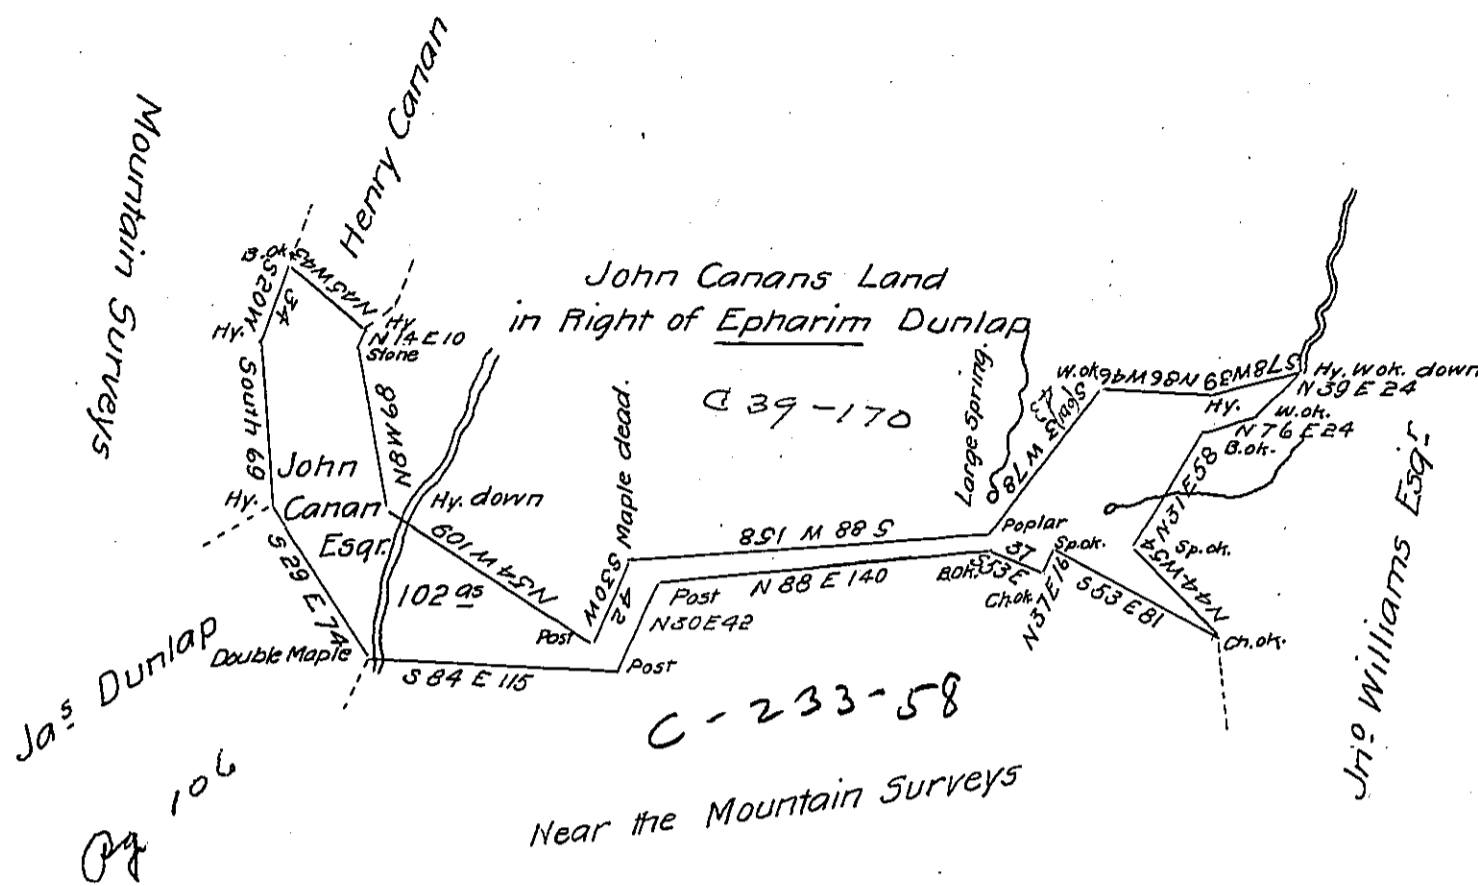 Mountain Surveys
Henry Canan
John Canans Land
in Right of Epharim Dunlap
C 39-170
B.ok.
S20W
34
N45W43
Hy.
Hy.
N14E10
Stone
South 69
N8W68
John
Canan
Esqr.
102 as
Hy.
Hy. down
S 29 E 74
N54W109
Double Maple
S 84 E 115
Post
Post
S30W
42
Maple dead.
Post
N30E42
S 88 W 158
N 88 E 140
Large Spring.
Poplar
B.ok.
S53E
37
Ch.ok.
N37E16
Sp.ok.
S53E81
Ch.ok.
N44W54
Sp.ok.
N31E58
B.ok.
N76E24
W.ok.
N39E24
Hy. W.ok. down
S78W39
Hy.
N86W46
W.ok.
W 78
Jas Dunlap
Jno Williams Esqr
C-233-58
Near the Mountain Surveys
Pg 106